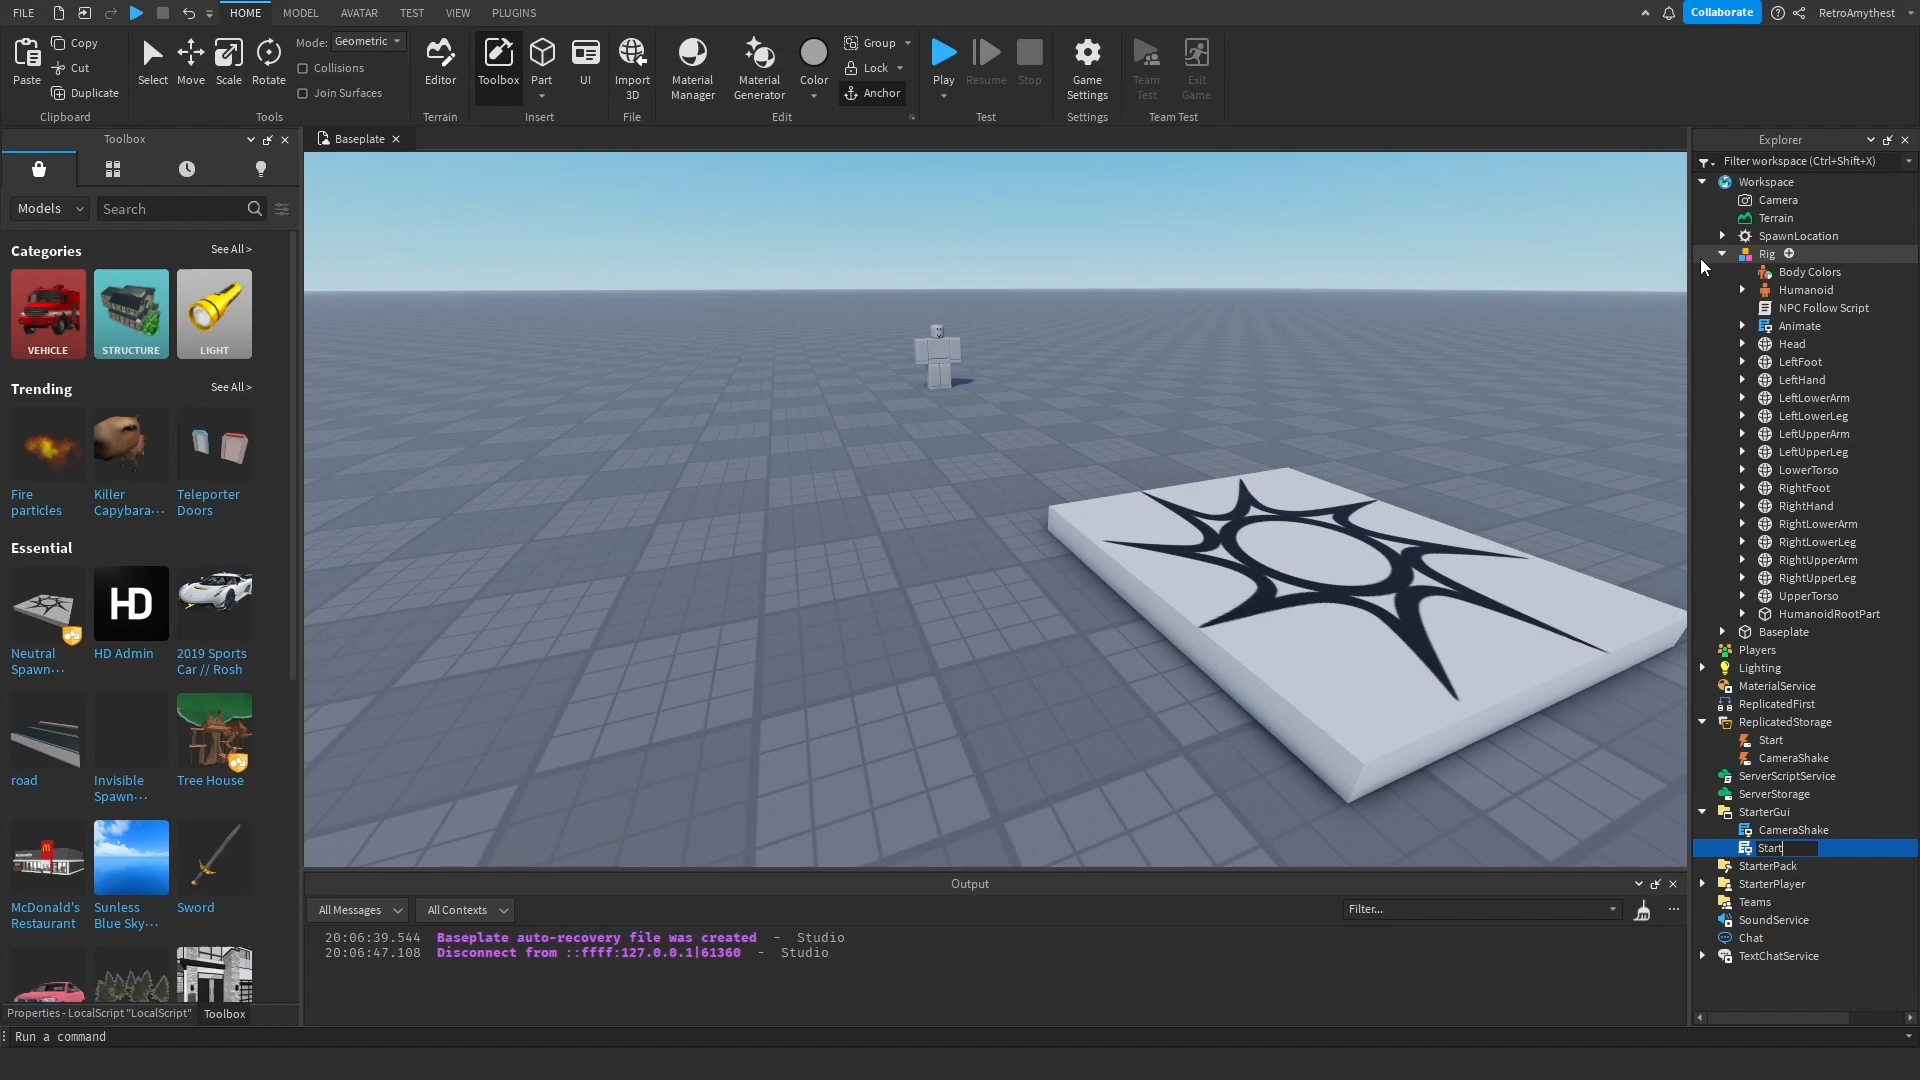 FILE
HOME
MODEL
AVATAR
TEST
VIEW
PLUGINS
Collaborate
RetroAmythest
Paste
Copy
Cut
Duplicate
Clipboard
Select
Move
Scale
Rotate
Mode: Geometric
Collisions
Join Surfaces
Tools
Editor
Terrain
Toolbox
Part
UI
Insert
Import
3D
File
Material
Manager
Material
Generator
Color
Group
Lock
Anchor
Edit
Play
Resume
Stop
Test
Game
Settings
Settings
Team
Test
Exit
Game
Team Test
Toolbox
Models
Search
Categories
See All >
VEHICLE
STRUCTURE
LIGHT
Trending
See All >
Fire
particles
Killer
Capybara···
Teleporter
Doors
Essential
HD
Neutral
Spawn···
HD Admin
2019 Sports
Car // Rosh
road
Invisible
Spawn···
Tree House
McDonald's
Restaurant
Sunless
Blue Sky···
Sword
Properties - LocalScript "LocalScript"
Toolbox
Run a command
Baseplate
Output
All Messages
All Contexts
Filter...
20:06:39.544 Baseplate auto-recovery file was created - Studio
20:06:47.108 Disconnect from ::ffff:127.0.0.1|61360 - Studio
Explorer
Filter workspace (Ctrl+Shift+X)
Workspace
Camera
Terrain
SpawnLocation
Rig
Body Colors
Humanoid
NPC Follow Script
Animate
Head
LeftFoot
LeftHand
LeftLowerArm
LeftLowerLeg
LeftUpperArm
LeftUpperLeg
LowerTorso
RightFoot
RightHand
RightLowerArm
RightLowerLeg
RightUpperArm
RightUpperLeg
UpperTorso
HumanoidRootPart
Baseplate
Players
Lighting
MaterialService
ReplicatedFirst
ReplicatedStorage
Start
CameraShake
ServerScriptService
ServerStorage
StarterGui
CameraShake
Start
StarterPack
StarterPlayer
Teams
SoundService
Chat
TextChatService